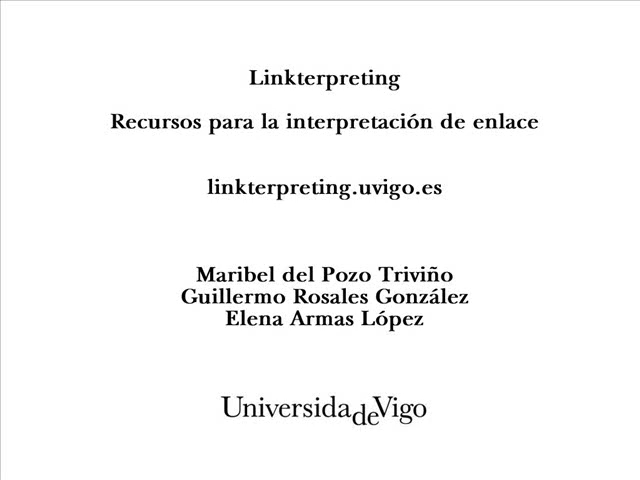 Linkterpreting
Recursos para la interpretación de enlace
linkterpreting.uvigo.es
Maribel del Pozo Triviño
Guillermo Rosales González
Elena Armas López
UniversidadeVigo